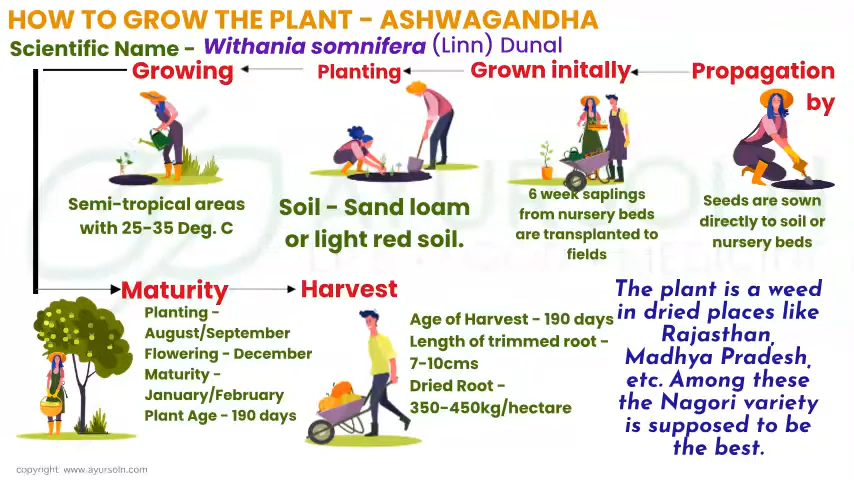 HOW TO GROW THE PLANT - ASHWAGANDHA
Scientific Name - Withania somnifera (Linn) Dunal
Propagation
by
Seeds are sown
directly to soil or
nursery beds
Grown initally
6 week saplings
from nursery beds
are transplanted to
fields
Planting
Soil - Sand loam
or light red soil.
Growing
Semi-tropical areas
with 25-35 Deg. C
Maturity
Planting -
August/September
Flowering - December
Maturity -
January/February
Plant Age - 190 days
Harvest
Age of Harvest - 190 days
Length of trimmed root -
7-10cms
Dried Root -
350-450kg/hectare
The plant is a weed
in dried places like
Rajasthan,
Madhya Pradesh,
etc. Among these
the Nagori variety
is supposed to be
the best.
copyright: www.ayursoln.com